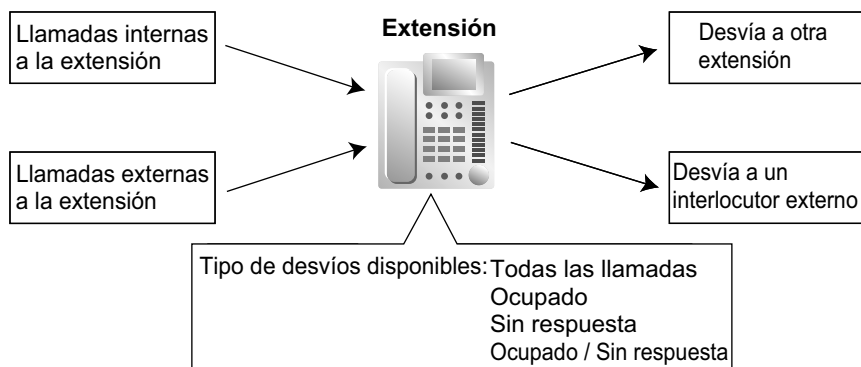 Llamadas internas
a la extensión
Extensión
Desvía a otra
extensión
Llamadas externas
a la extensión
Desvía a un
interlocutor externo
Tipo de desvíos disponibles: Todas las llamadas
Ocupado
Sin respuesta
Ocupado / Sin respuesta